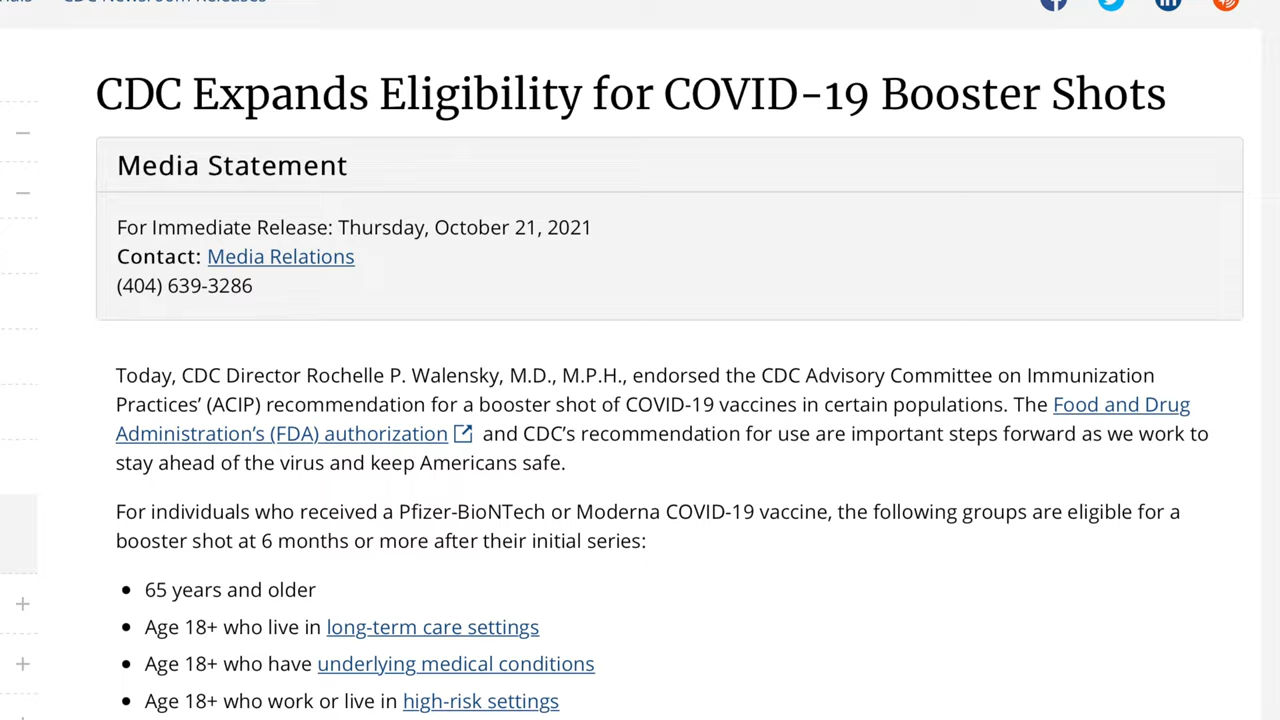 CDC Newsroom Releases
CDC Expands Eligibility for COVID-19 Booster Shots
Media Statement
For Immediate Release: Thursday, October 21, 2021
Contact: Media Relations
(404) 639-3286
Today, CDC Director Rochelle P. Walensky, M.D., M.P.H., endorsed the CDC Advisory Committee on Immunization
Practices’ (ACIP) recommendation for a booster shot of COVID-19 vaccines in certain populations. The Food and Drug
Administration’s (FDA) authorization and CDC’s recommendation for use are important steps forward as we work to
stay ahead of the virus and keep Americans safe.
For individuals who received a Pfizer-BioNTech or Moderna COVID-19 vaccine, the following groups are eligible for a
booster shot at 6 months or more after their initial series:
• 65 years and older
• Age 18+ who live in long-term care settings
• Age 18+ who have underlying medical conditions
• Age 18+ who work or live in high-risk settings